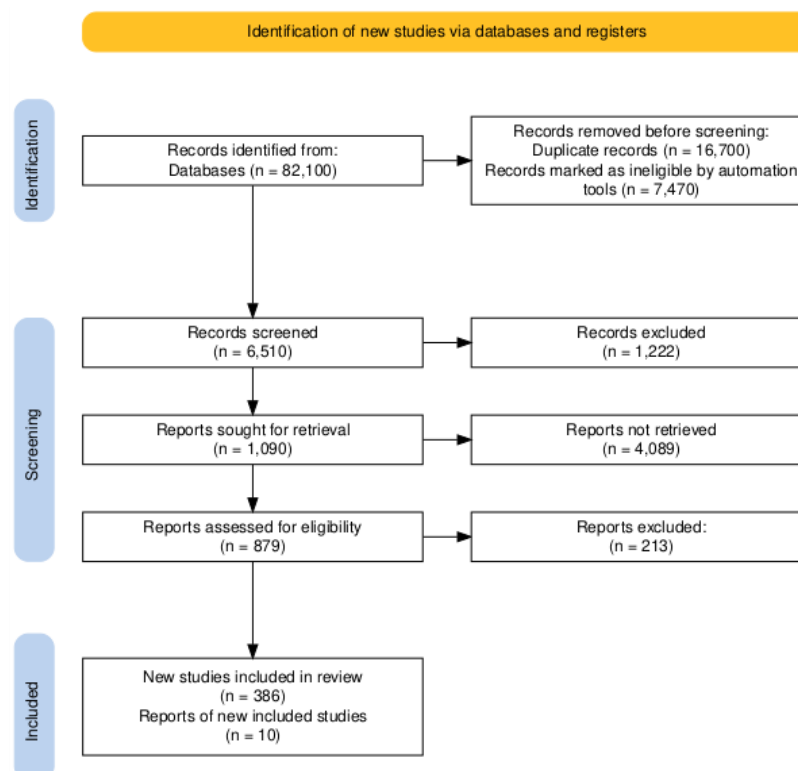 Identification of new studies via databases and registers
Identification
Records identified from:
Databases (n = 82,100)
Records removed before screening:
Duplicate records (n = 16,700)
Records marked as ineligible by automation
tools (n = 7,470)
Screening
Records screened
(n = 6,510)
Records excluded
(n = 1,222)
Reports sought for retrieval
(n = 1,090)
Reports not retrieved
(n = 4,089)
Reports assessed for eligibility
(n = 879)
Reports excluded:
(n = 213)
Included
New studies included in review
(n = 386)
Reports of new included studies
(n = 10)